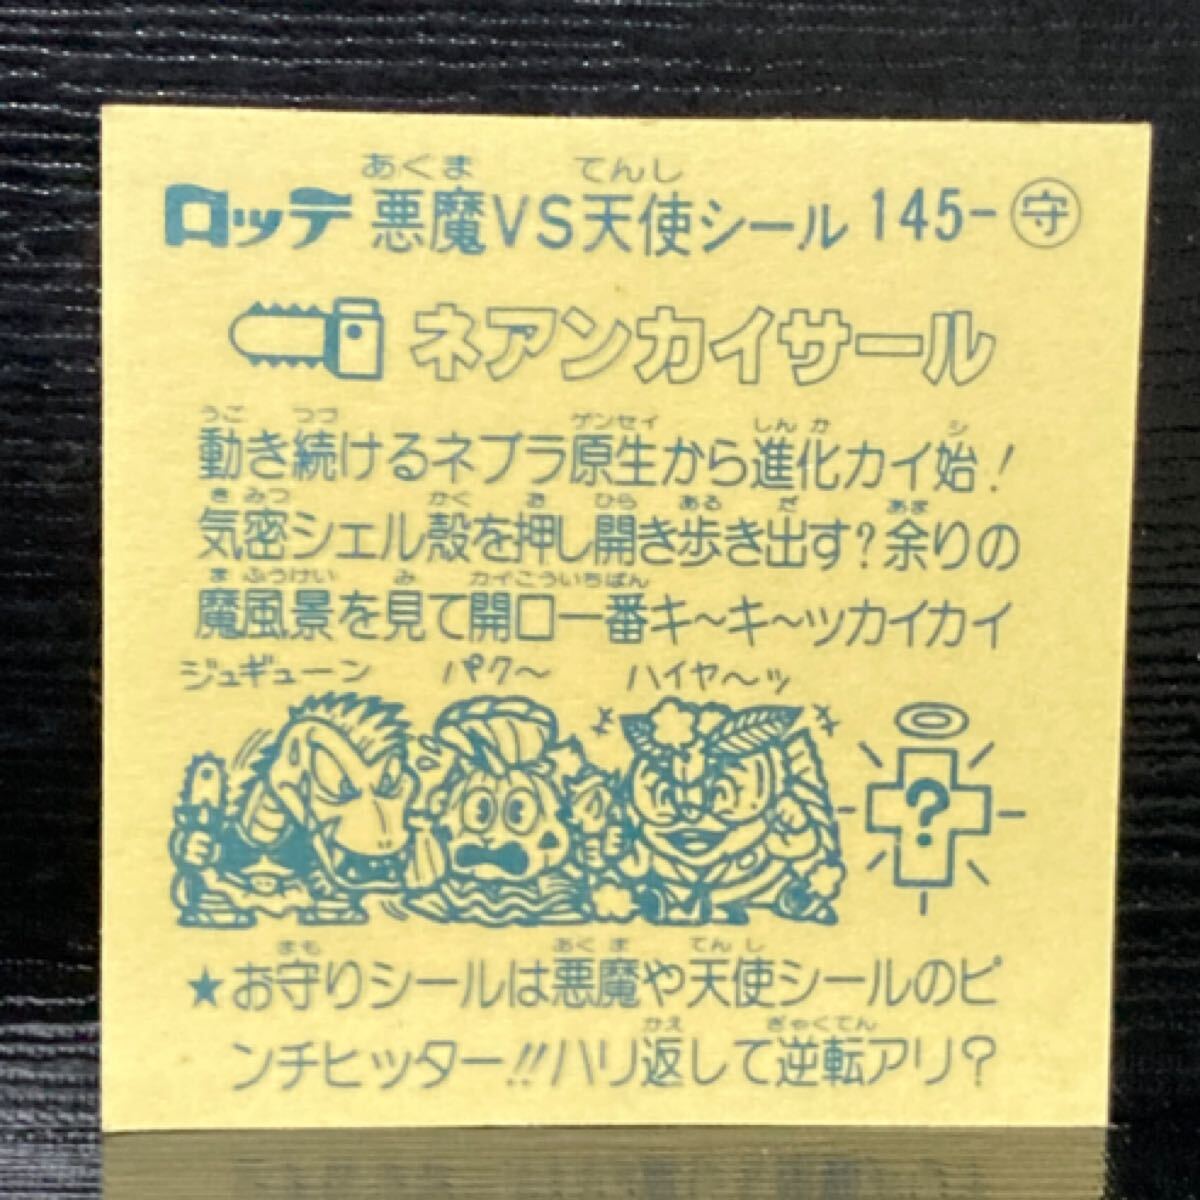 あくま てんし
ロッテ 悪魔VS天使シール 145-守
ネアンカイサール
うご つづ ゲンセイ しんか シ
動き続けるネブラ原生から進化カイ始!
きみつ かく お ひら ある だ あま
気密シェル殻を押し開き歩き出す?余りの
まふうけい み カイこういちばん
魔風景を見て開口一番キ〜キ〜ッカイカイ
ジュギューン パク〜 ハイヤ〜ッ
?
まも あくま てんし
★お守りシールは悪魔や天使シールのピ
かえ ぎゃくてん
ンチヒッター!!ハリ返して逆転アリ?